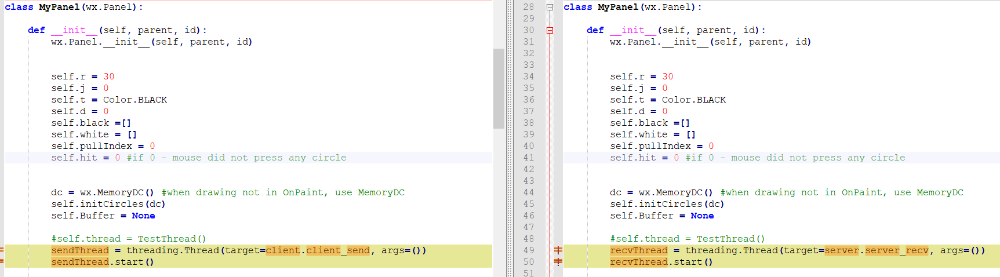 class MyPanel(wx.Panel):
def __init__(self, parent, id):
wx.Panel.__init__(self, parent, id)
self.r = 30
self.j = 0
self.t = Color.BLACK
self.d = 0
self.black =[]
self.white = []
self.pullIndex = 0
self.hit = 0 #if 0 - mouse did not press any circle
dc = wx.MemoryDC() #when drawing not in OnPaint, use MemoryDC
self.initCircles(dc)
self.Buffer = None
#self.thread = TestThread()
sendThread = threading.Thread(target=client.client_send, args=())
sendThread.start()
28 class MyPanel(wx.Panel):
29
30 def __init__(self, parent, id):
31 wx.Panel.__init__(self, parent, id)
32
33
34 self.r = 30
35 self.j = 0
36 self.t = Color.BLACK
37 self.d = 0
38 self.black =[]
39 self.white = []
40 self.pullIndex = 0
41 self.hit = 0 #if 0 - mouse did not press any circle
42
43
44 dc = wx.MemoryDC() #when drawing not in OnPaint, use MemoryDC
45 self.initCircles(dc)
46 self.Buffer = None
47
48 #self.thread = TestThread()
49 recvThread = threading.Thread(target=server.server_recv, args=())
50 recvThread.start()
51